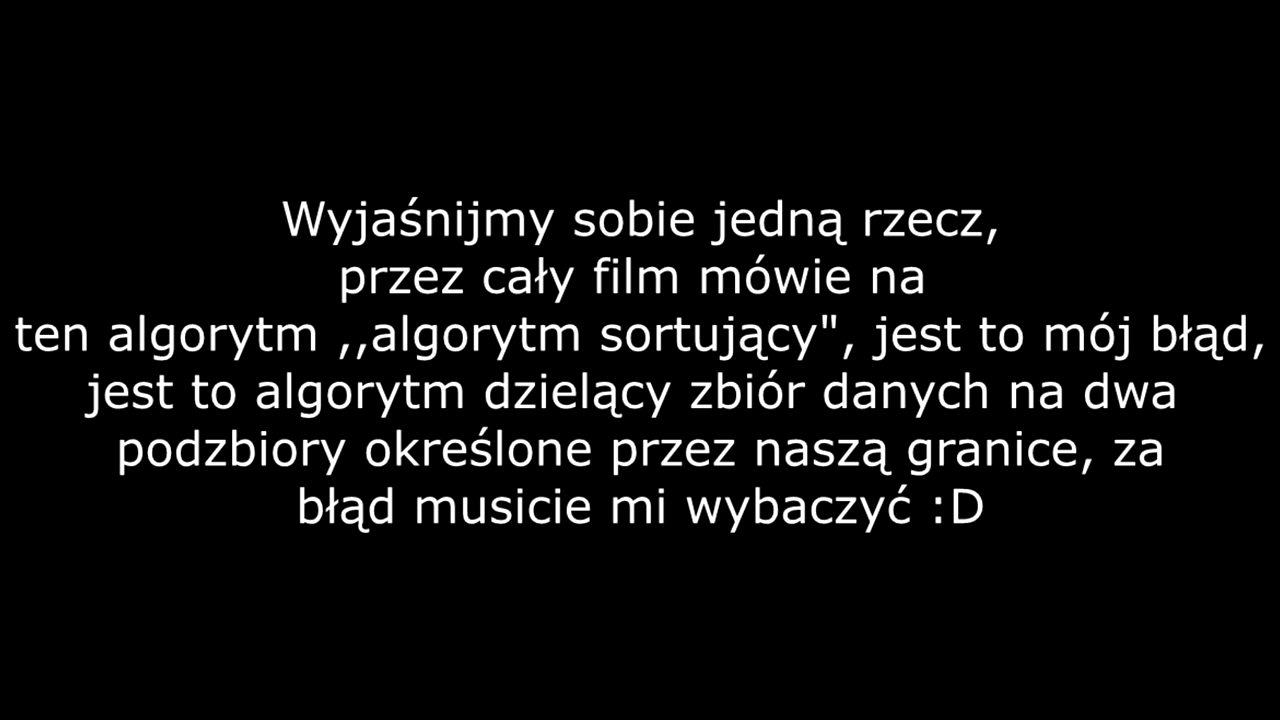 Wyjaśnijmy sobie jedną rzecz,
przez cały film mówie na
ten algorytm ,,algorytm sortujący", jest to mój błąd,
jest to algorytm dzielący zbiór danych na dwa
podzbiory określone przez naszą granice, za
błąd musicie mi wybaczyć :D